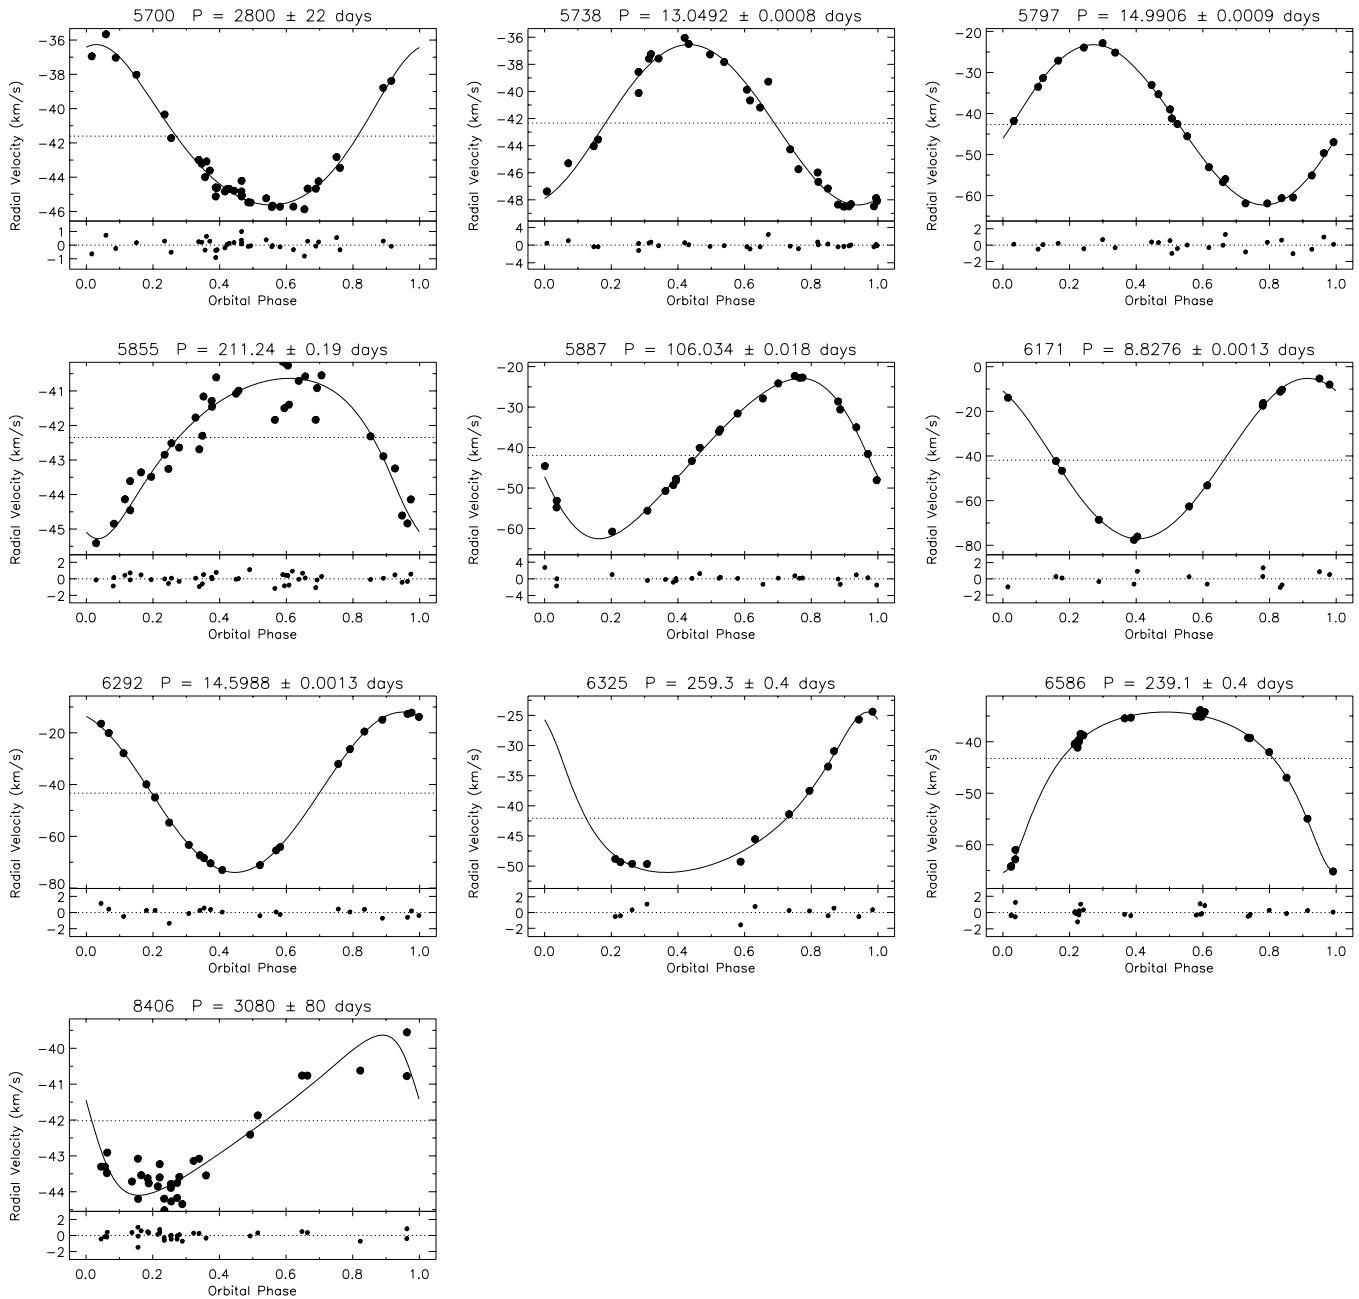 5700 P = 2800 ± 22 days
Radial Velocity (km/s)
−36
−38
−40
−42
−44
−46
1
0
−1
0.0 0.2 0.4 0.6 0.8 1.0
Orbital Phase
5738 P = 13.0492 ± 0.0008 days
Radial Velocity (km/s)
−36
−38
−40
−42
−44
−46
−48
4
0
−4
0.0 0.2 0.4 0.6 0.8 1.0
Orbital Phase
5797 P = 14.9906 ± 0.0009 days
Radial Velocity (km/s)
−20
−30
−40
−50
−60
2
0
−2
0.0 0.2 0.4 0.6 0.8 1.0
Orbital Phase
5855 P = 211.24 ± 0.19 days
Radial Velocity (km/s)
−41
−42
−43
−44
−45
2
0
−2
0.0 0.2 0.4 0.6 0.8 1.0
Orbital Phase
5887 P = 106.034 ± 0.018 days
Radial Velocity (km/s)
−20
−30
−40
−50
−60
4
0
−4
0.0 0.2 0.4 0.6 0.8 1.0
Orbital Phase
6171 P = 8.8276 ± 0.0013 days
Radial Velocity (km/s)
0
−20
−40
−60
−80
2
0
−2
0.0 0.2 0.4 0.6 0.8 1.0
Orbital Phase
6292 P = 14.5988 ± 0.0013 days
Radial Velocity (km/s)
−20
−40
−60
−80
2
0
−2
0.0 0.2 0.4 0.6 0.8 1.0
Orbital Phase
6325 P = 259.3 ± 0.4 days
Radial Velocity (km/s)
−25
−30
−35
−40
−45
−50
2
0
−2
0.0 0.2 0.4 0.6 0.8 1.0
Orbital Phase
6586 P = 239.1 ± 0.4 days
Radial Velocity (km/s)
−40
−50
−60
2
0
−2
0.0 0.2 0.4 0.6 0.8 1.0
Orbital Phase
8406 P = 3080 ± 80 days
Radial Velocity (km/s)
−40
−41
−42
−43
−44
2
0
−2
0.0 0.2 0.4 0.6 0.8 1.0
Orbital Phase